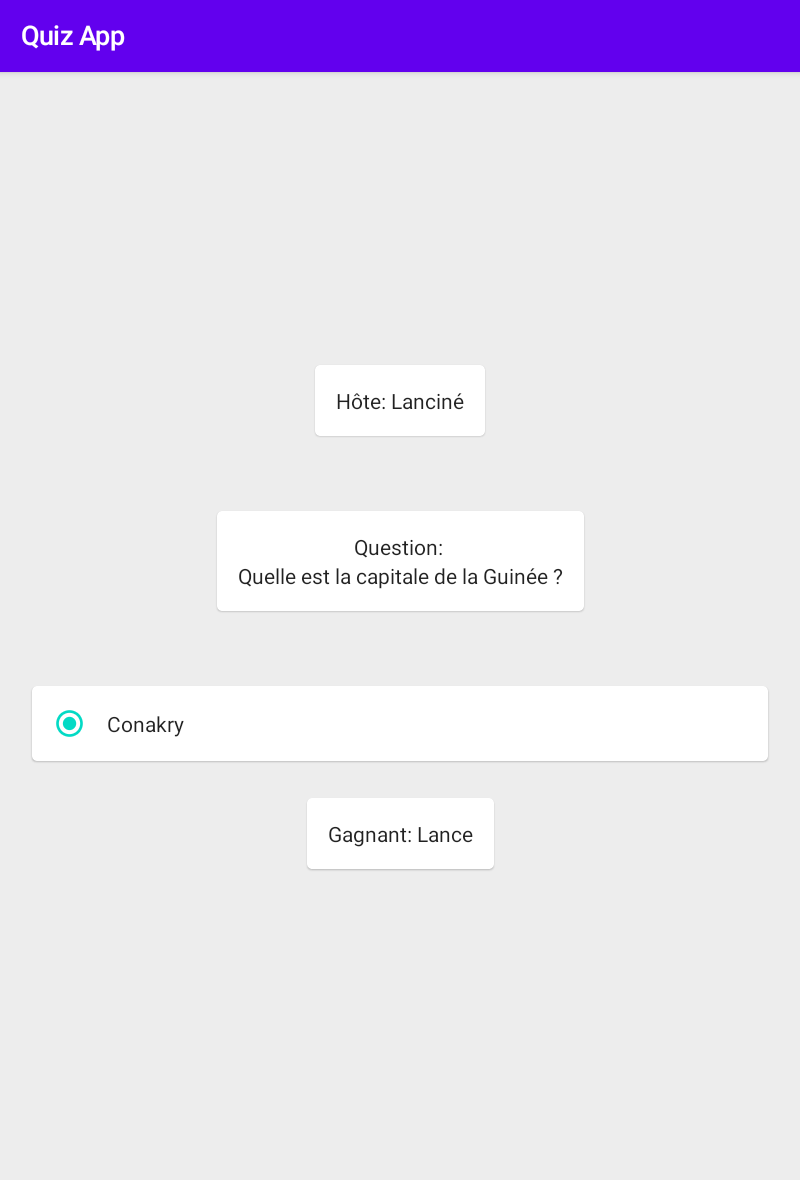 Quiz App
Hôte: Lanciné
Question:
Quelle est la capitale de la Guinée ?
Conakry
Gagnant: Lance